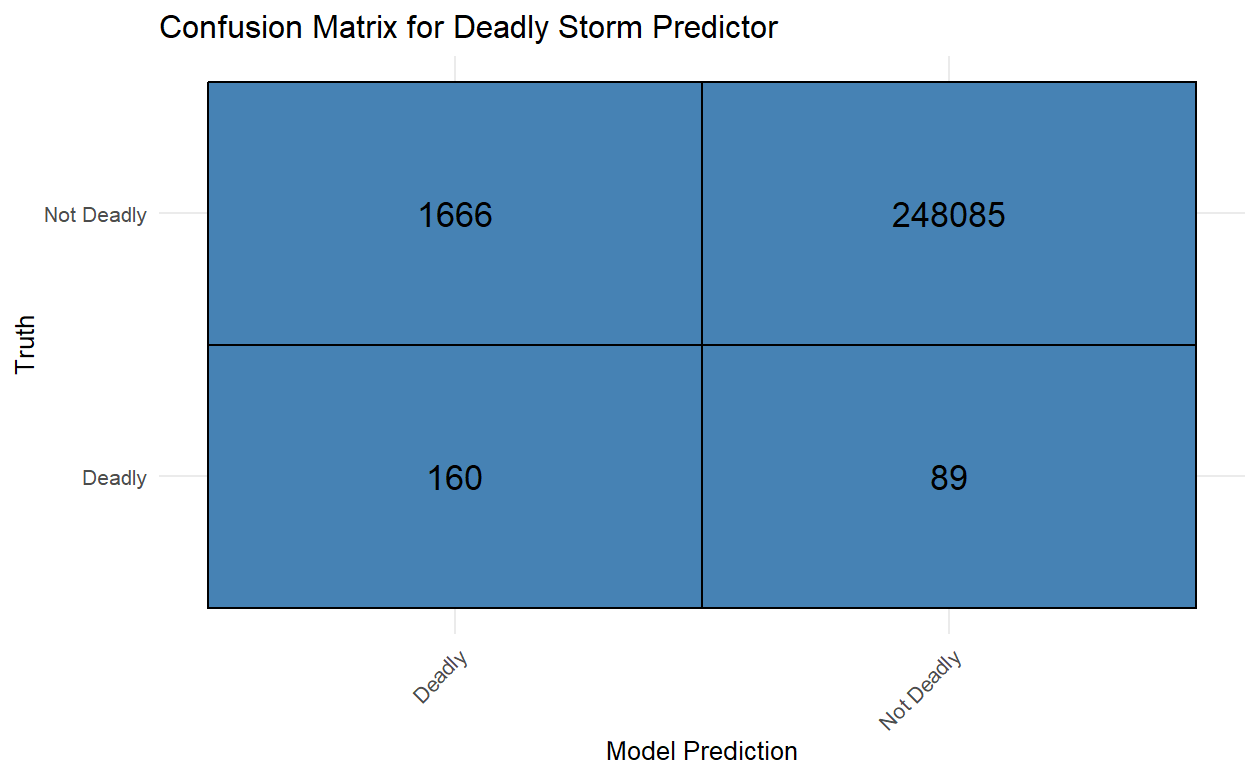 Confusion Matrix for Deadly Storm Predictor
Not Deadly
1666
248085
Truth
Deadly
160
89
Deadly
Not Deadly
Model Prediction